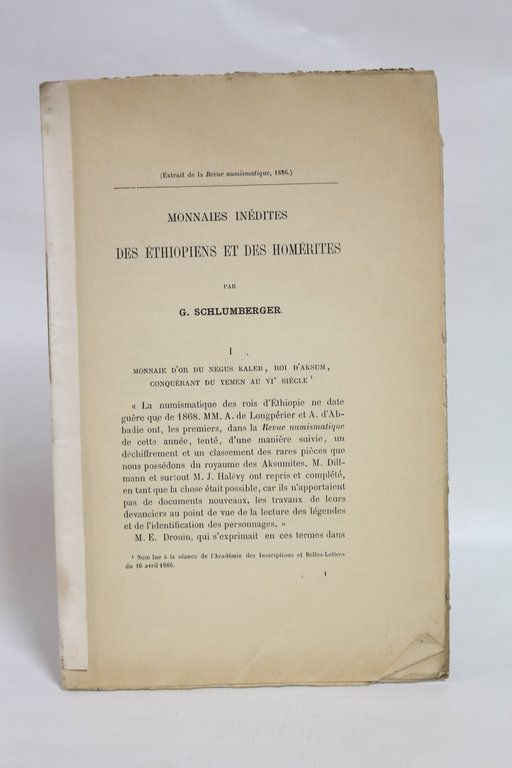 (Extrait de la Revue numismatique, 1886.)
MONNAIES INÉDITES
DES ÉTHIOPIENS ET DES HOMÉRITES
PAR
G. SCHLUMBERGER.
I
MONNAIE D'OR DU NEGUS KALEB, ROI D'AKSUM,
CONQUÉRANT DU YEMEN AU VIe SIÈCLE 1
« La numismatique des rois d'Éthiopie ne date
guère que de 1868. MM. A. de Longpérier et A. d'Ab-
badie ont, les premiers, dans la Revue numismatique
de cette année, tenté, d'une manière suivie, un
déchiffrement et un classement des rares pièces que
nous possédons du royaume des Aksumites. M. Dill-
mann et surtout M. J. Halévy ont repris et complété,
en tant que la chose était possible, car ils n'apportaient
pas de documents nouveaux, les travaux de leurs
devanciers au point de vue de la lecture des légendes
et de l'identification des personnages. »
M. E. Drouin, qui s'exprimait en ces termes dans
1 Note lue à la séance de l'Académie des Inscriptions et Belles-Lettres
du 16 avril 1886.
1